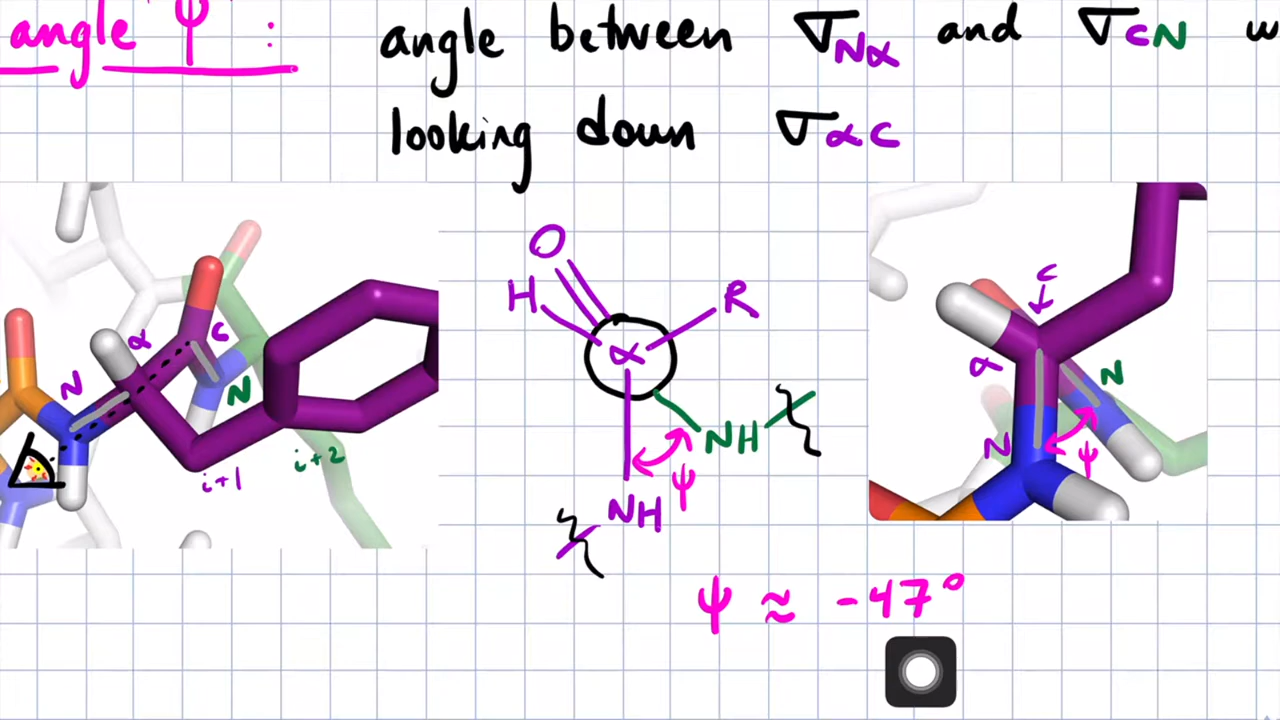 angle Ψ : angle between σNα and σCN w
looking down σαC
O
H R
α
NH
Ψ
NH
α C
N N
i+1 i+2
C
α N
N Ψ
Ψ ≈ -47°